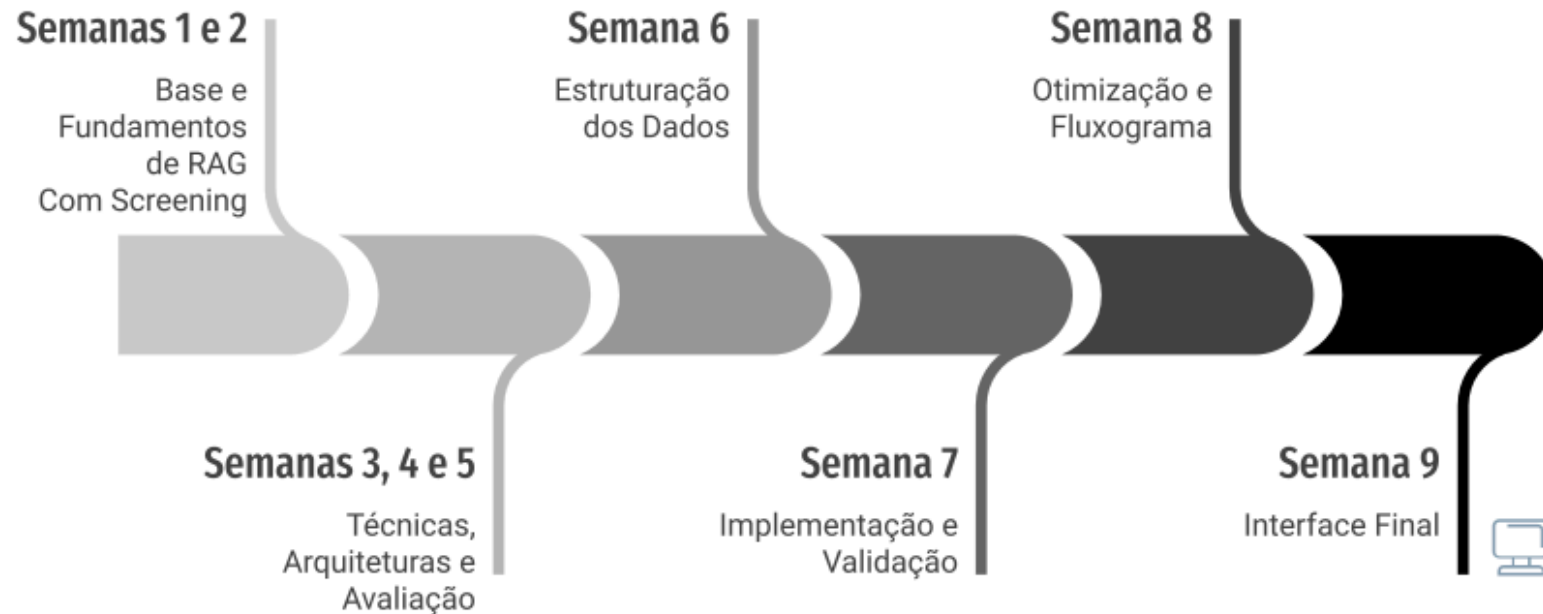 Semanas 1 e 2
Base e
Fundamentos
de RAG
Com Screening
Semanas 3, 4 e 5
Técnicas,
Arquiteturas e
Avaliação
Semana 6
Estruturação
dos Dados
Semana 7
Implementação e
Validação
Semana 8
Otimização e
Fluxograma
Semana 9
Interface Final